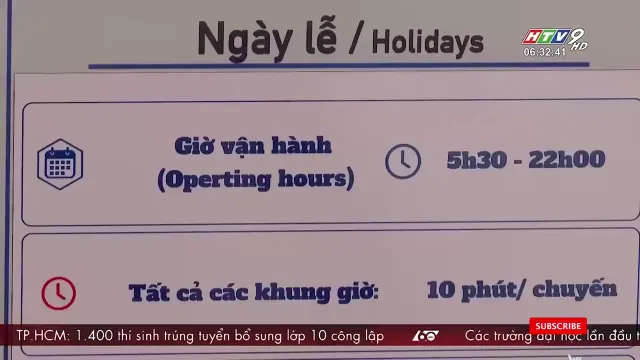 Ngày lễ / Holidays
HTV9 HD
06:32:41
Giờ vận hành
(Operting hours)
5h30 - 22h00
Tất cả các khung giờ:
10 phút/ chuyến
SUBSCRIBE
TP.HCM: 1.400 thí sinh trúng tuyển bổ sung lớp 10 công lập
60
Các trường đại học lần đầu t